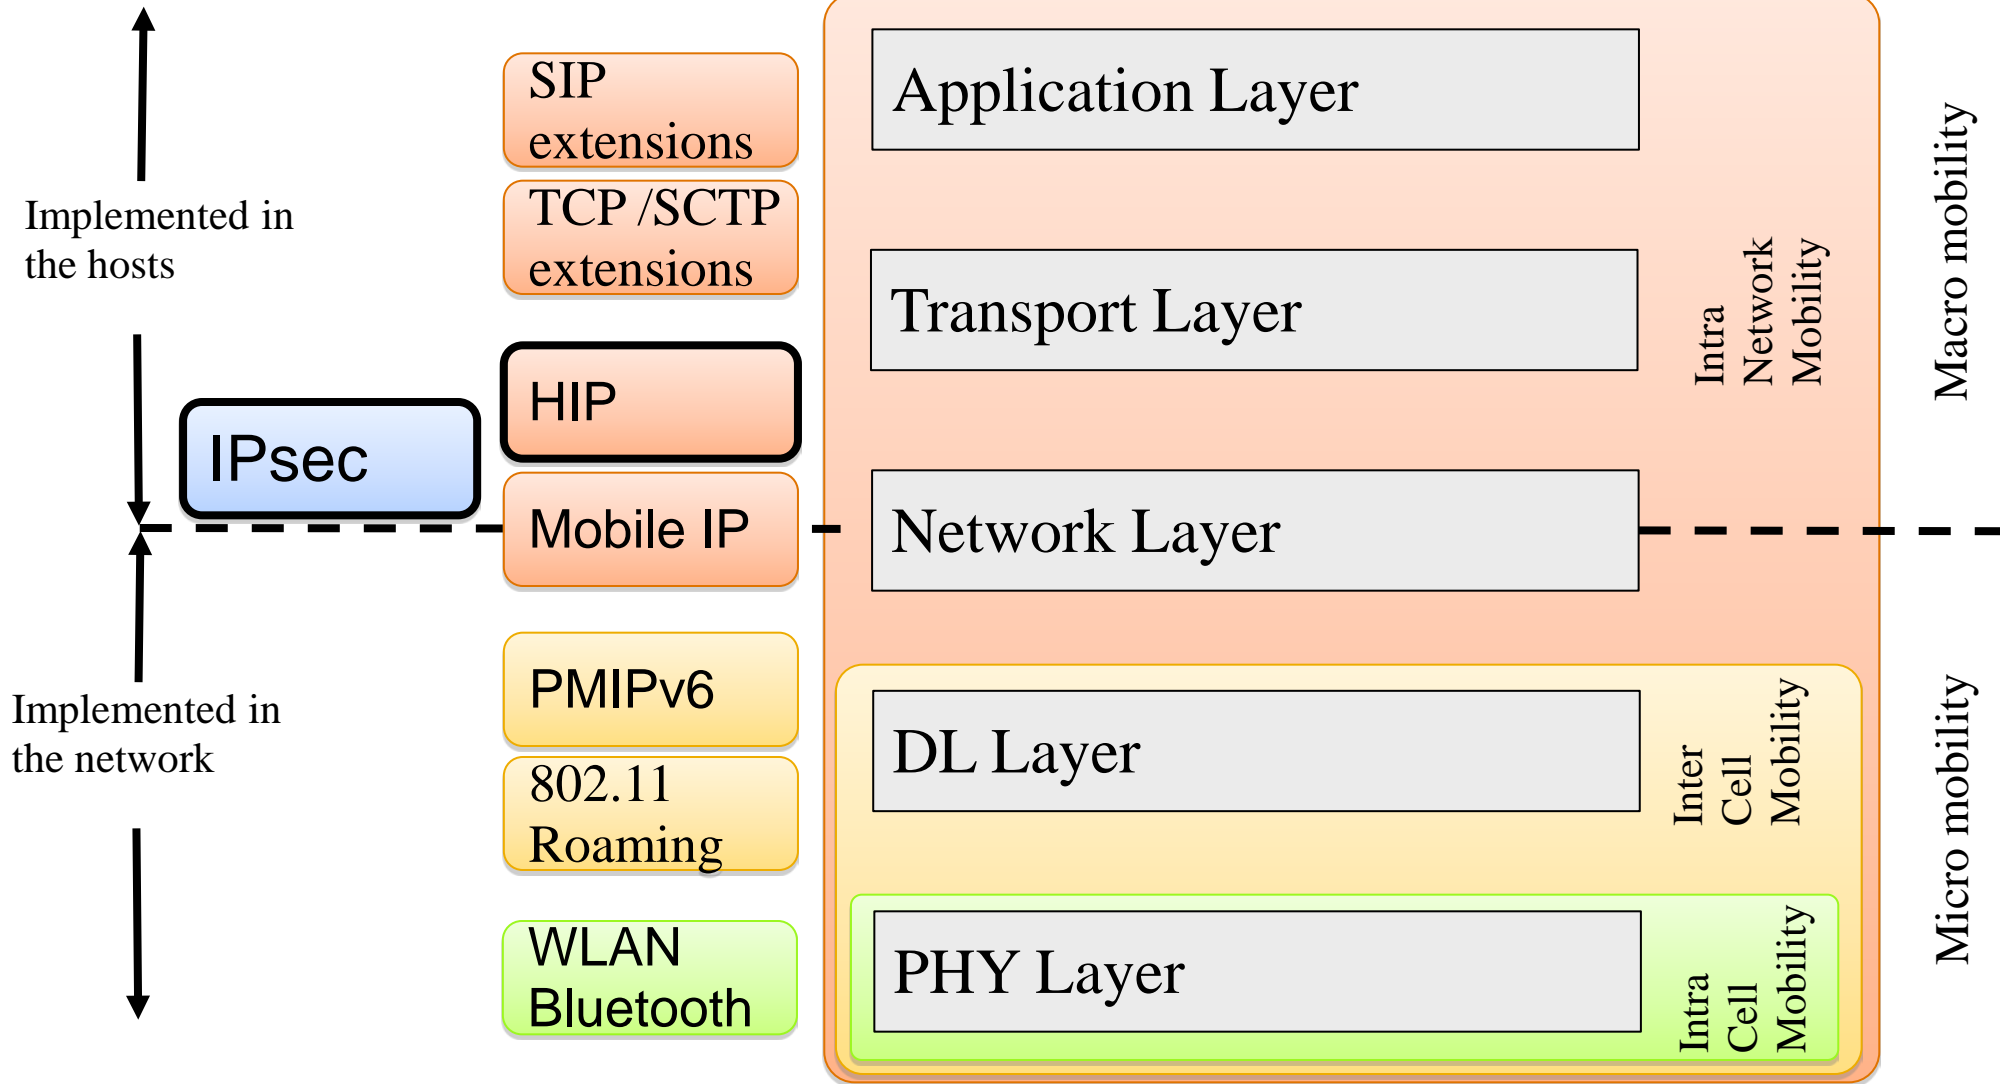 Implemented in
the hosts
Implemented in
the network
IPsec
SIP
extensions
TCP /SCTP
extensions
HIP
Mobile IP
PMIPv6
802.11
Roaming
WLAN
Bluetooth
Application Layer
Transport Layer
Network Layer
DL Layer
PHY Layer
Intra
Network
Mobility
Inter
Cell
Mobility
Intra
Cell
Mobility
Macro mobility
Micro mobility